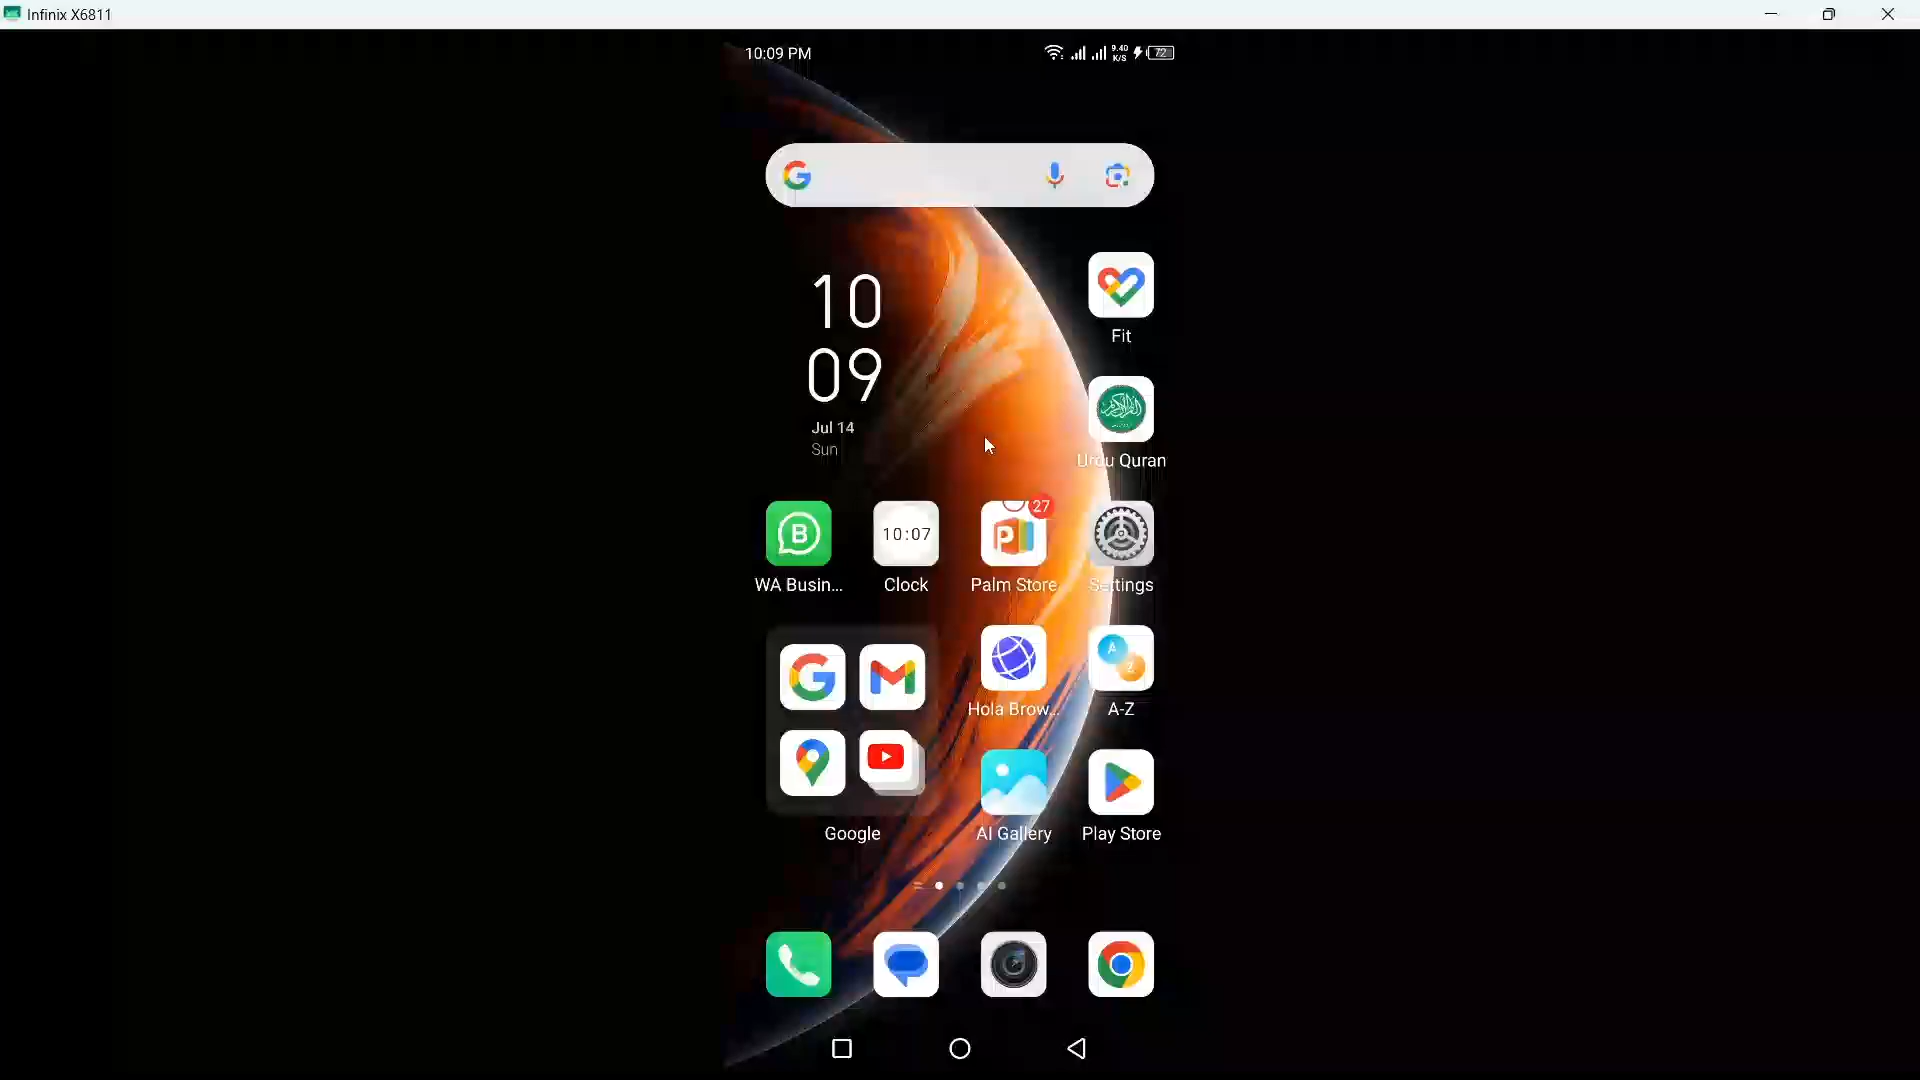 Infinix X6811
10:09 PM
9.40
K/S
72
10
09
Jul 14
Sun
Fit
Urdu Quran
B
10:07
27
P
WA Busin...
Clock
Palm Store
Settings
A
Z
Hola Brow...
A-Z
Google
AI Gallery
Play Store